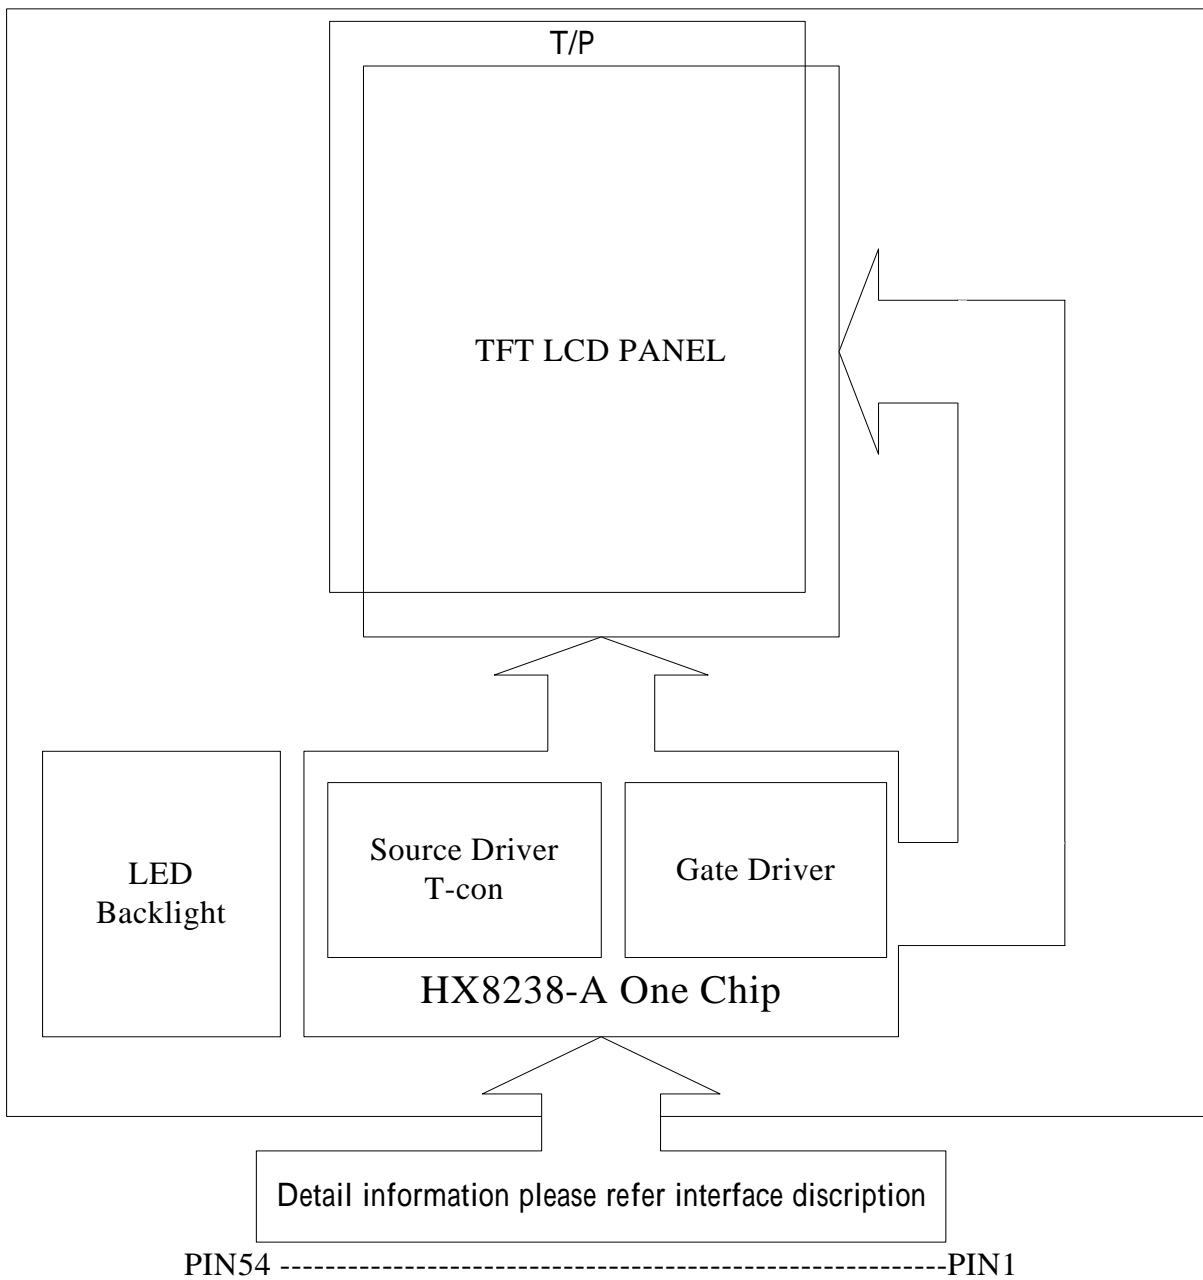 T/P
TFT LCD PANEL
LED
Backlight
Source Driver
T-con
Gate Driver
HX8238-A One Chip
Detail information please refer interface discription
PIN54 ---------------------------------------------------------PIN1